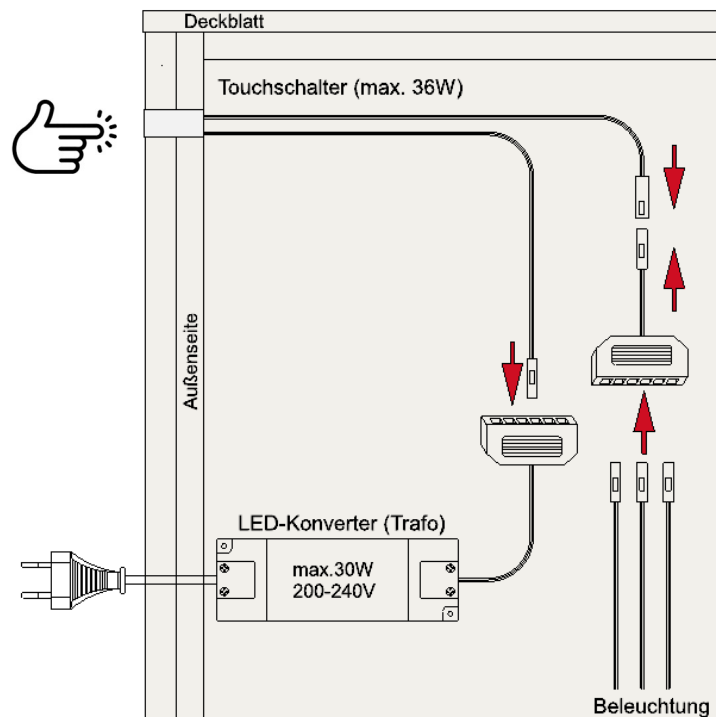 Deckblatt
Touchschalter (max. 36W)
Außenseite
LED-Konverter (Trafo)
max.30W
200-240V
Beleuchtung